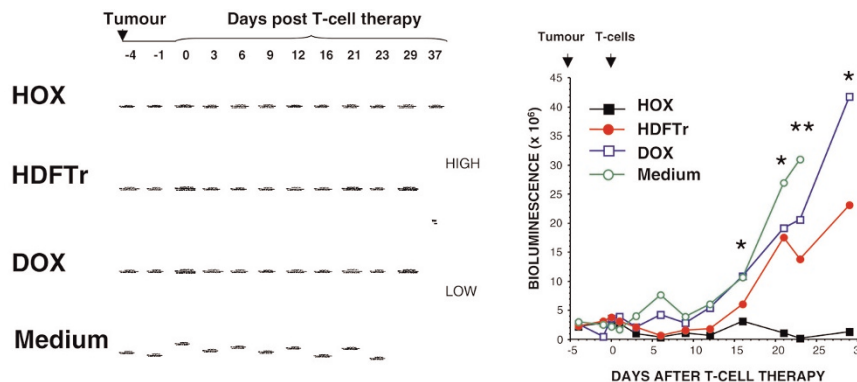 Tumour Days post T-cell therapy
-4 -1 0 3 6 9 12 16 21 23 29 37
HOX
HDFTr
HIGH
DOX
LOW
Medium
Tumour T-cells
BIOLUMINESCENCE (x 10⁶)
45
40
35
30
25
20
15
10
5
0
HOX
HDFTr
DOX
Medium
*
*
**
*
-5 0 5 10 15 20 25 3
DAYS AFTER T-CELL THERAPY